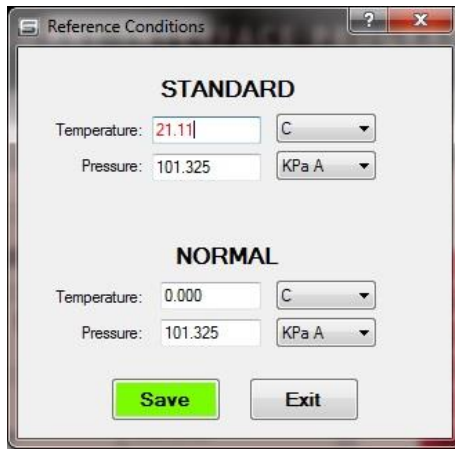 Reference Conditions
STANDARD
Temperature: 21.11 C
Pressure: 101.325 KPa A
NORMAL
Temperature: 0.000 C
Pressure: 101.325 KPa A
Save Exit